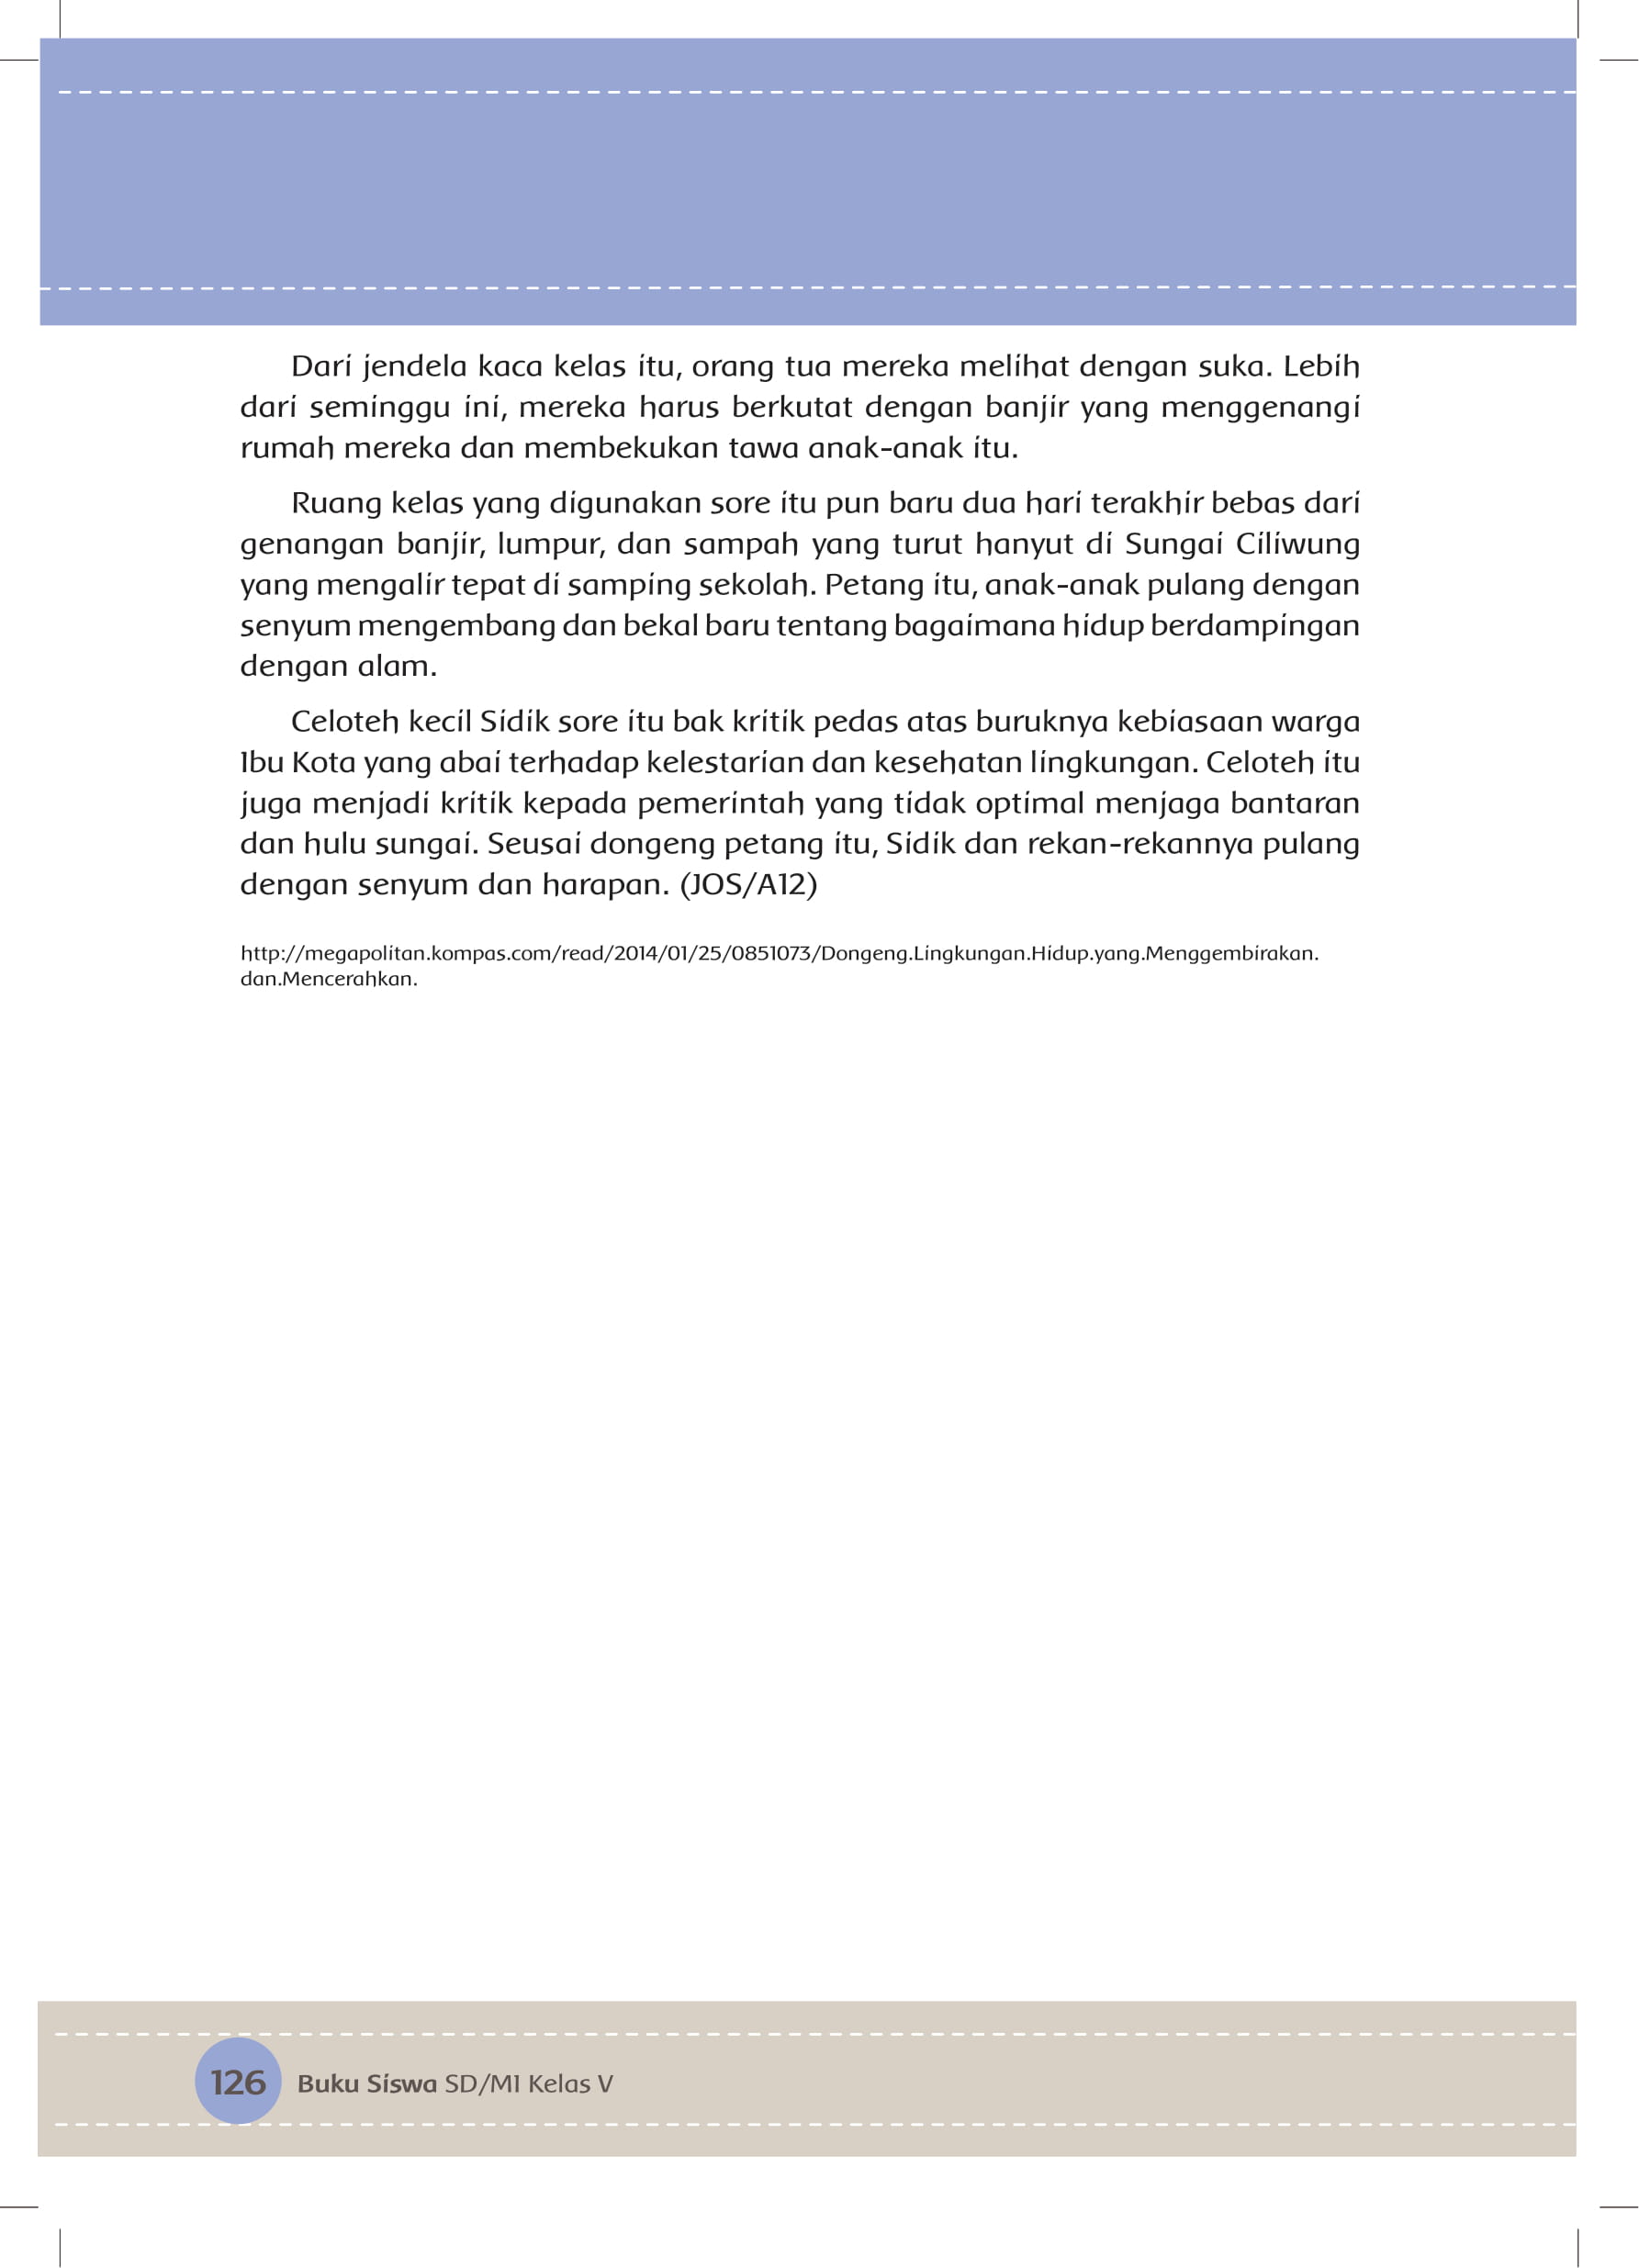 Dari jendela kaca kelas itu, orang tua mereka melihat dengan suka. Lebih
dari seminggu ini, mereka harus berkutat dengan banjir yang menggenangi
rumah mereka dan membekukan tawa anak-anak itu.
Ruang kelas yang digunakan sore itu pun baru dua hari terakhir bebas dari
genangan banjir, lumpur, dan sampah yang turut hanyut di Sungai Ciliwung
yang mengalir tepat di samping sekolah. Petang itu, anak-anak pulang dengan
senyum mengembang dan bekal baru tentang bagaimana hidup berdampingan
dengan alam.
Celoteh kecil Sidik sore itu bak kritik pedas atas buruknya kebiasaan warga
Ibu Kota yang abai terhadap kelestarian dan kesehatan lingkungan. Celoteh itu
juga menjadi kritik kepada pemerintah yang tidak optimal menjaga bantaran
dan hulu sungai. Seusai dongeng petang itu, Sidik dan rekan-rekannya pulang
dengan senyum dan harapan. (JOS/A12)
http://megapolitan.kompas.com/read/2014/01/25/0851073/Dongeng.Lingkungan.Hidup.yang.Menggembirakan.
dan.Mencerahkan.
126 Buku Siswa SD/MI Kelas V